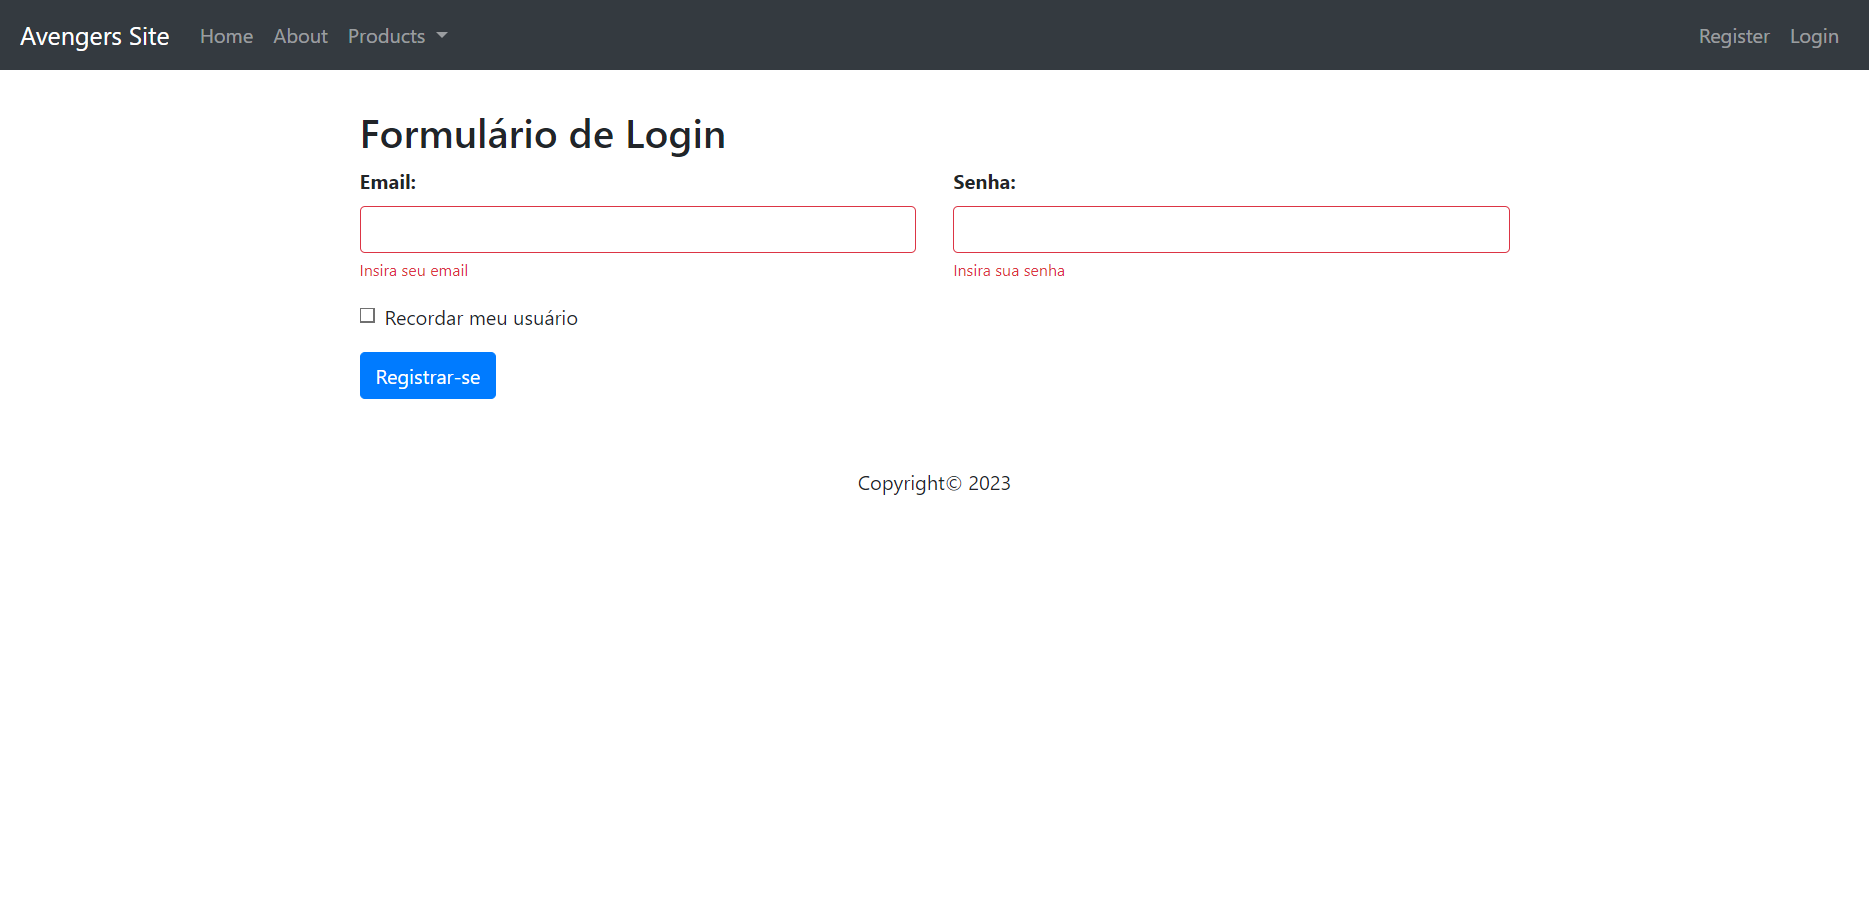 Avengers Site Home About Products Register Login
Formulário de Login
Email: Senha:
Insira seu email Insira sua senha
Recordar meu usuário
Registrar-se
Copyright© 2023